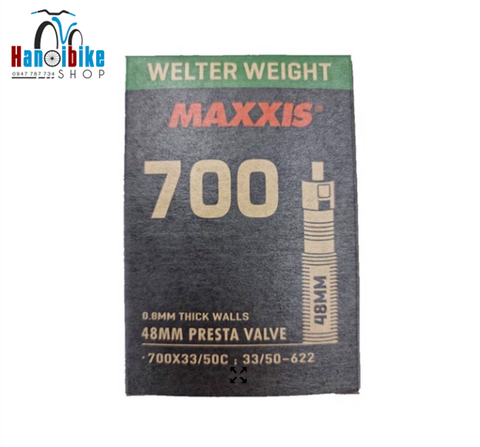 Hanoibike
0947 767 734
SHOP
WELTER WEIGHT
MAXXIS®
700
48MM
0.8MM THICK WALLS
48MM PRESTA VALVE
·700X33/50C ; 33/50-622